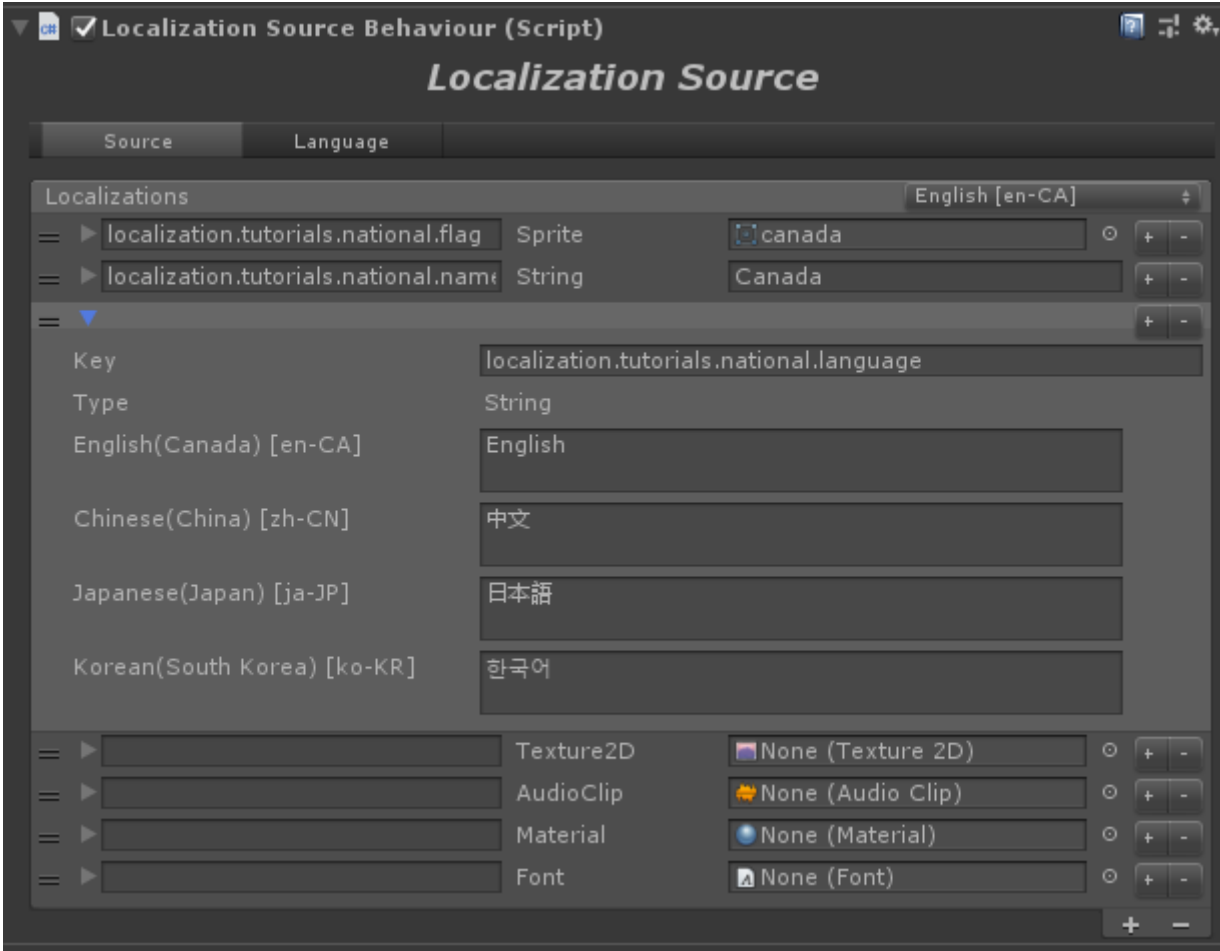 Localization Source Behaviour (Script)
Localization Source
Source Language
Localizations English [en-CA]
localization.tutorials.national.flag Sprite canada + -
localization.tutorials.national.name String Canada + -
+ -
Key localization.tutorials.national.language
Type String
English(Canada) [en-CA] English
Chinese(China) [zh-CN] 中文
Japanese(Japan) [ja-JP] 日本語
Korean(South Korea) [ko-KR] 한국어
Texture2D None (Texture 2D) + -
AudioClip None (Audio Clip) + -
Material None (Material) + -
Font None (Font) + -
+ −